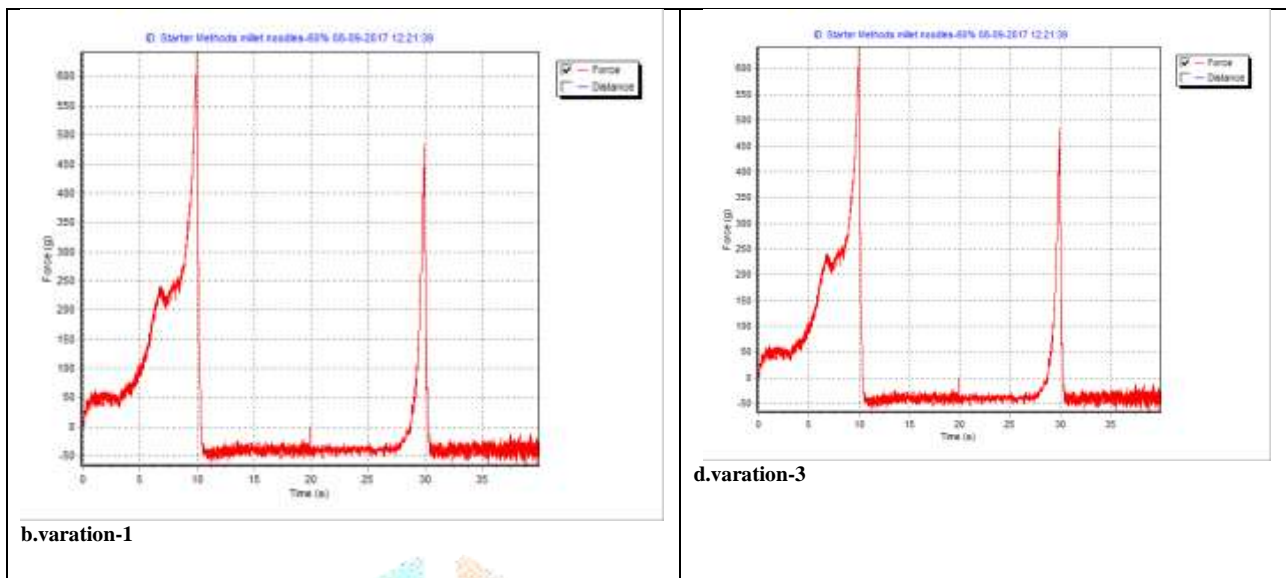 ID: Starter Methods millet noodles-60% 08-09-2017 12:21:39
Force
Distance
600
550
500
450
400
350
300
250
200
150
100
50
0
-50
Force (g)
0 5 10 15 20 25 30 35
Time (s)
b.varation-1
ID: Starter Methods millet noodles-60% 08-09-2017 12:21:39
Force
Distance
600
550
500
450
400
350
300
250
200
150
100
50
0
-50
Force (g)
0 5 10 15 20 25 30 35
Time (s)
d.varation-3